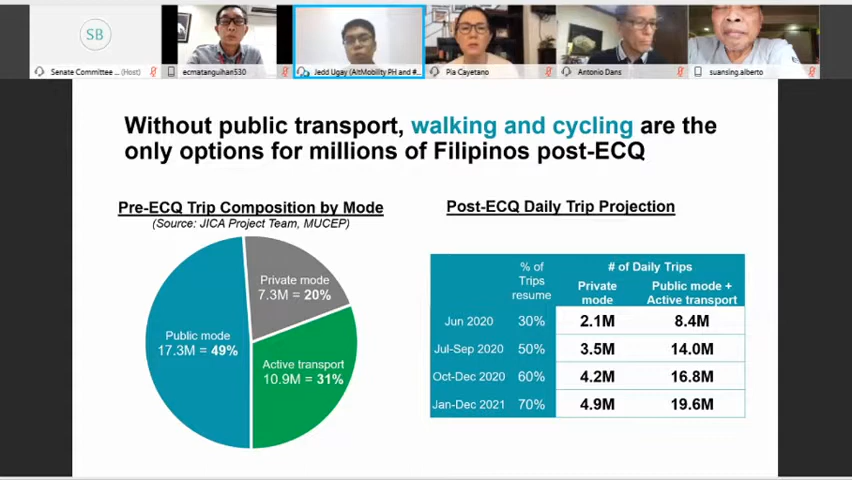 SB
Senate Committee ... (Host)
ecmatanguihan530
Jedd Ugay (AltMobility PH and #...
Pia Cayetano
Antonio Dans
suansing.alberto
Without public transport, walking and cycling are the
only options for millions of Filipinos post-ECQ
Pre-ECQ Trip Composition by Mode
(Source: JICA Project Team, MUCEP)
Private mode
7.3M = 20%
Public mode
17.3M = 49%
Active transport
10.9M = 31%
Post-ECQ Daily Trip Projection
% of
Trips
resume
# of Daily Trips
Private
mode
Public mode +
Active transport
Jun 2020 30% 2.1M 8.4M
Jul-Sep 2020 50% 3.5M 14.0M
Oct-Dec 2020 60% 4.2M 16.8M
Jan-Dec 2021 70% 4.9M 19.6M